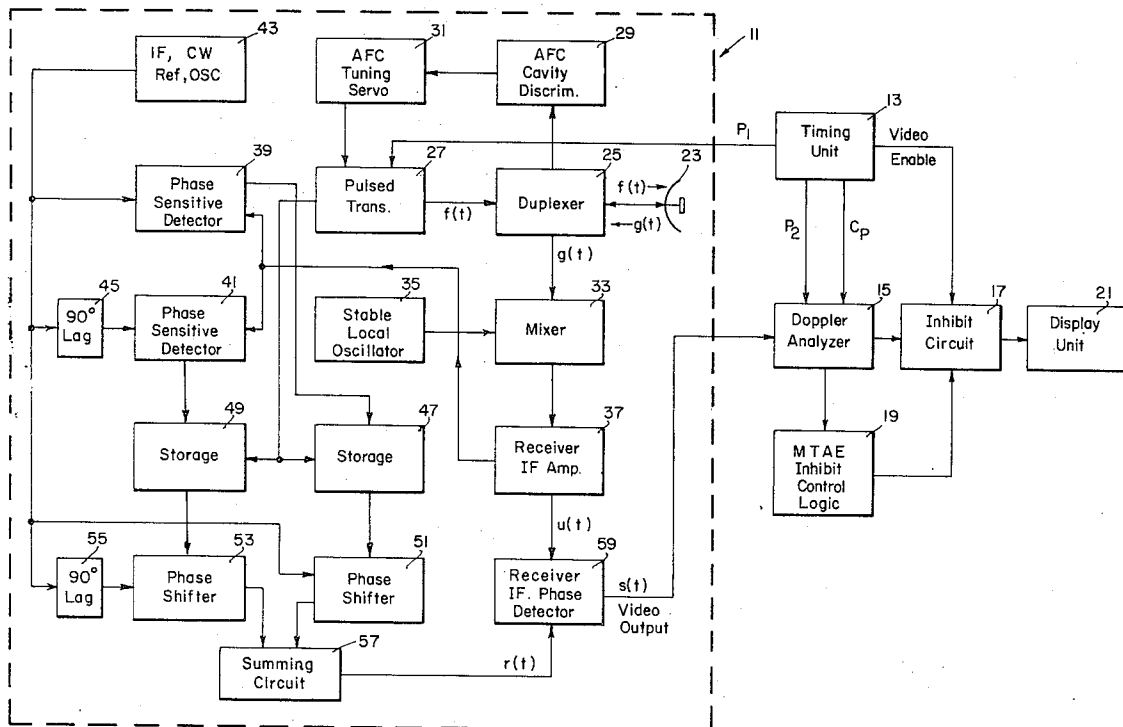 43
IF, CW
Ref, OSC
31
AFC
Tuning
Servo
29
AFC
Cavity
Discrim.
11
13
Timing
Unit
P1
Video
Enable
39
Phase
Sensitive
Detector
27
Pulsed
Trans.
f(t)
25
Duplexer
23
f(t)
g(t)
g(t)
P2
CP
45
90°
Lag
41
Phase
Sensitive
Detector
35
Stable
Local
Oscillator
33
Mixer
15
Doppler
Analyzer
17
Inhibit
Circuit
21
Display
Unit
49
Storage
47
Storage
37
Receiver
IF Amp.
19
MTAE
Inhibit
Control
Logic
u(t)
55
90°
Lag
53
Phase
Shifter
51
Phase
Shifter
59
Receiver
IF. Phase
Detector
s(t)
Video
Output
57
Summing
Circuit
r(t)